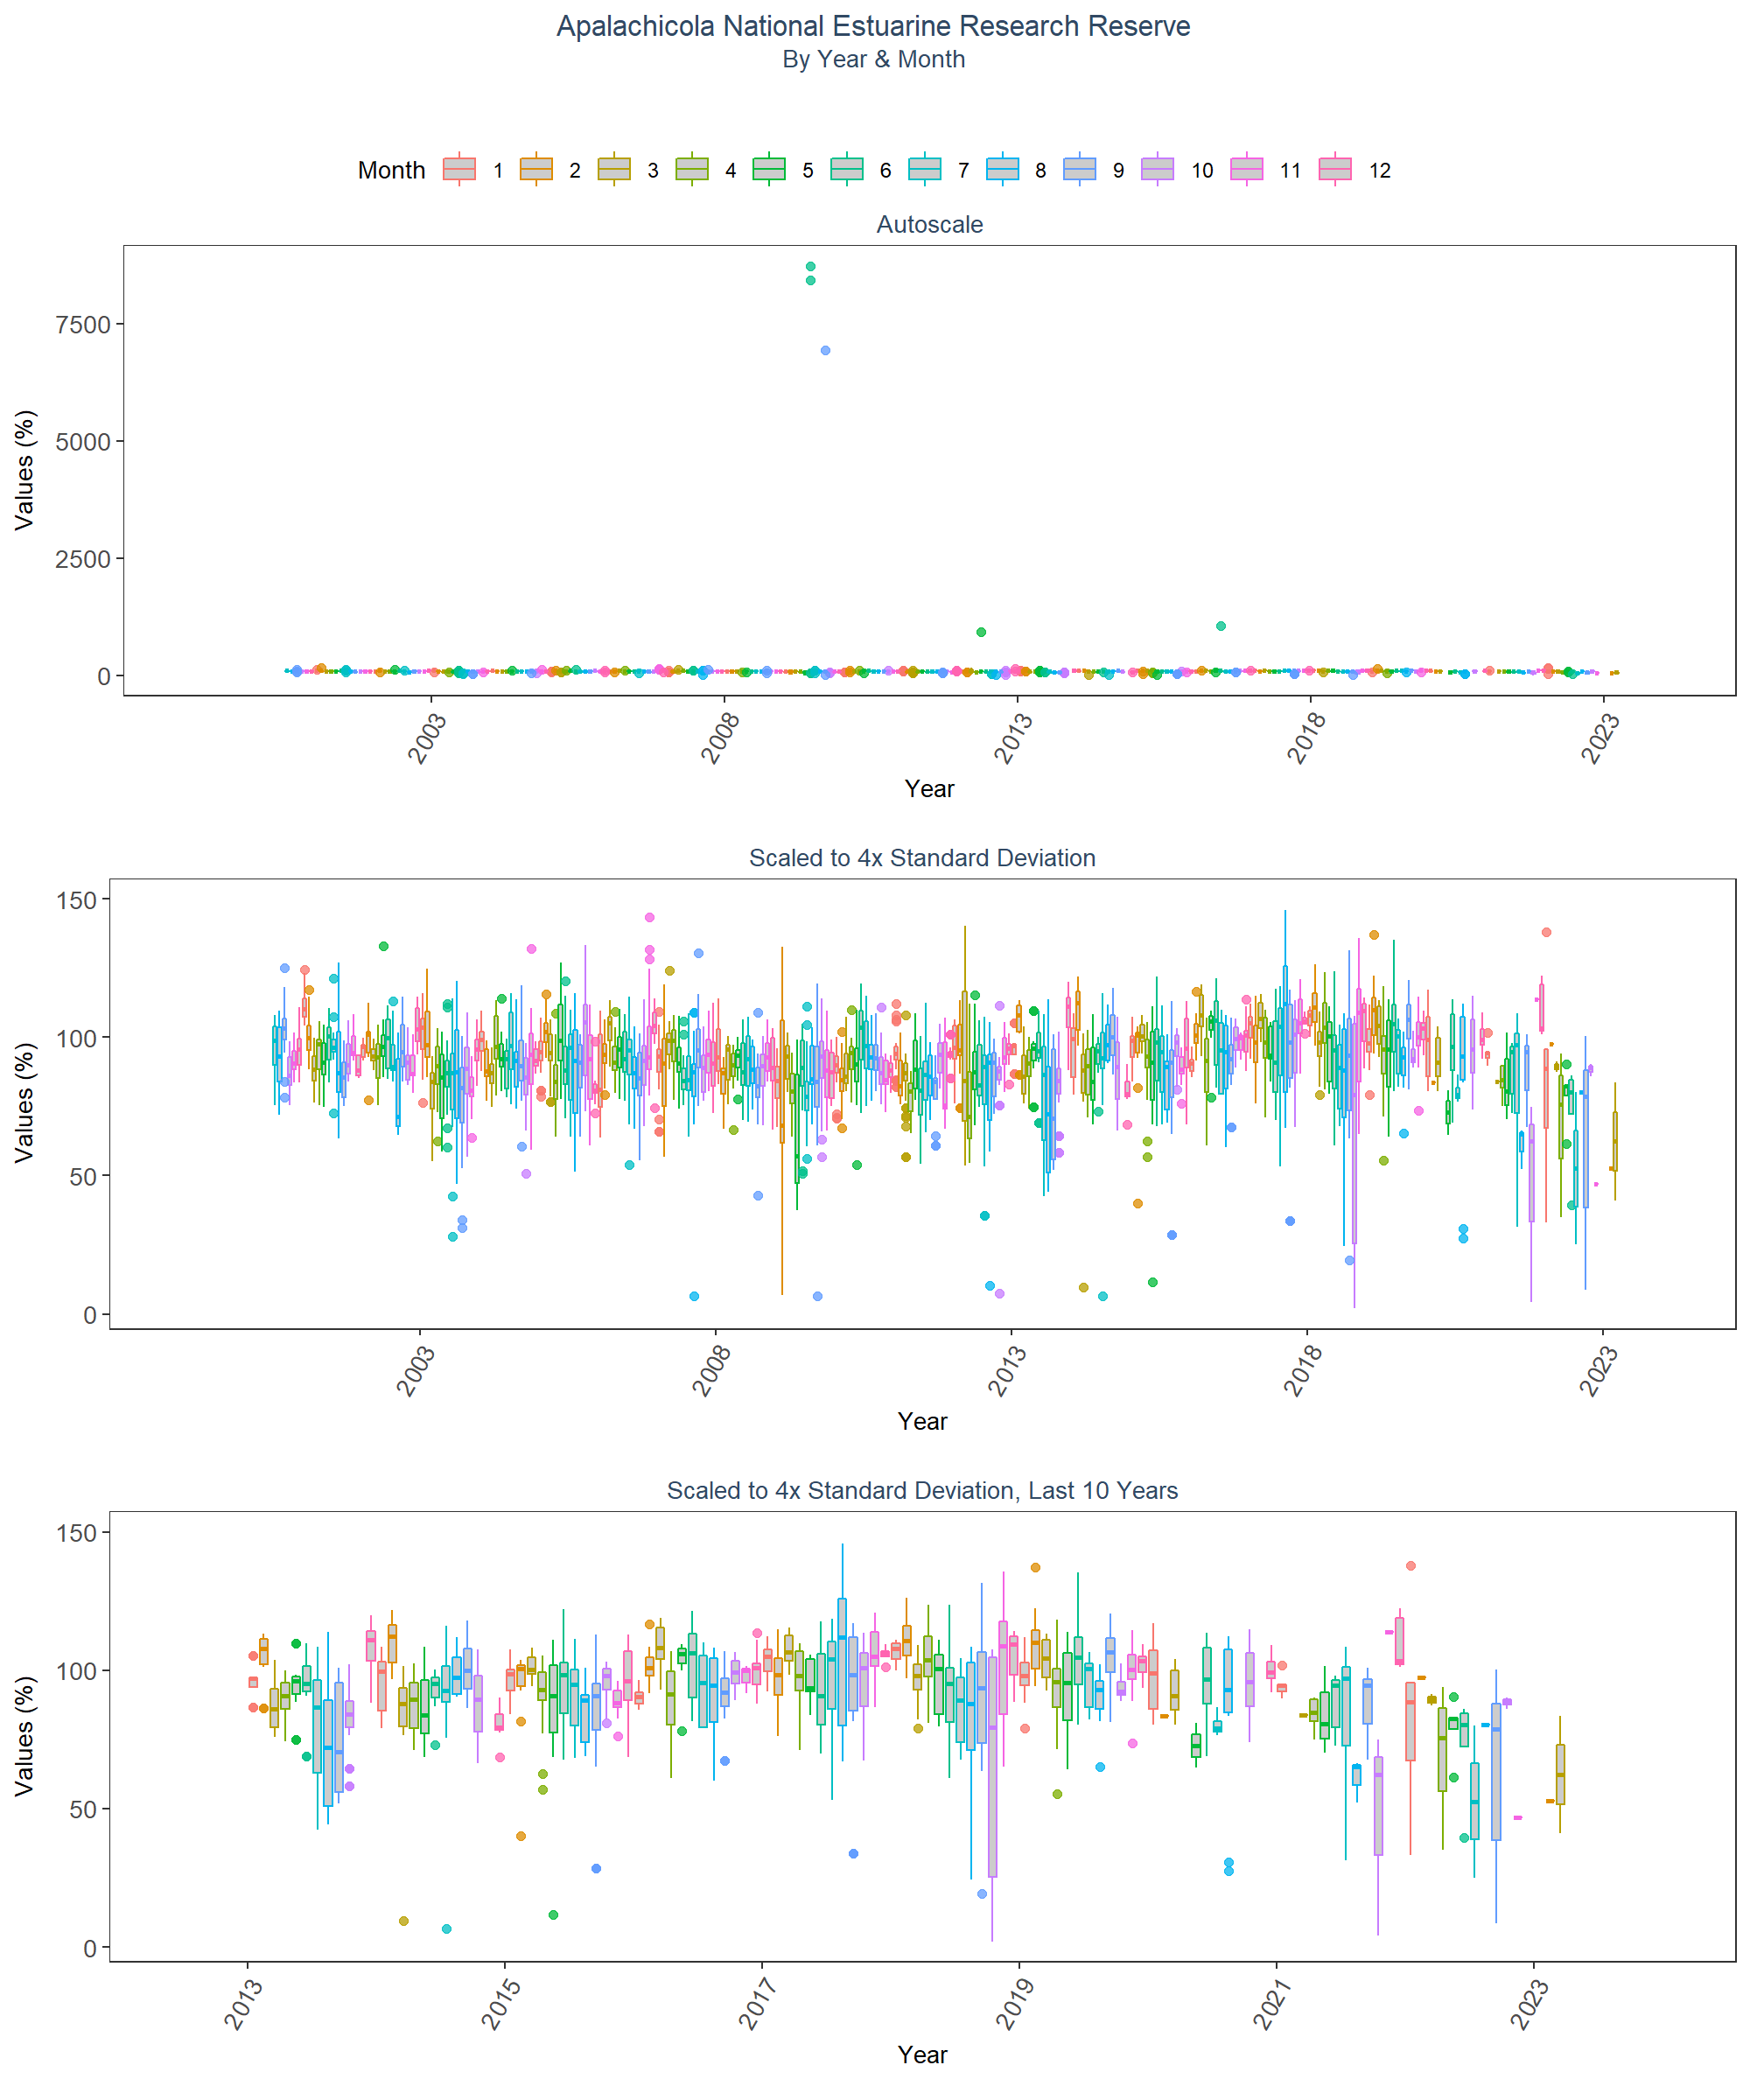 Apalachicola National Estuarine Research Reserve
By Year & Month
Month 1 2 3 4 5 6 7 8 9 10 11 12
Autoscale
Values (%)
7500
5000
2500
0
2003 2008 2013 2018 2023
Year
Scaled to 4x Standard Deviation
Values (%)
150
100
50
0
2003 2008 2013 2018 2023
Year
Scaled to 4x Standard Deviation, Last 10 Years
Values (%)
150
100
50
0
2013 2015 2017 2019 2021 2023
Year